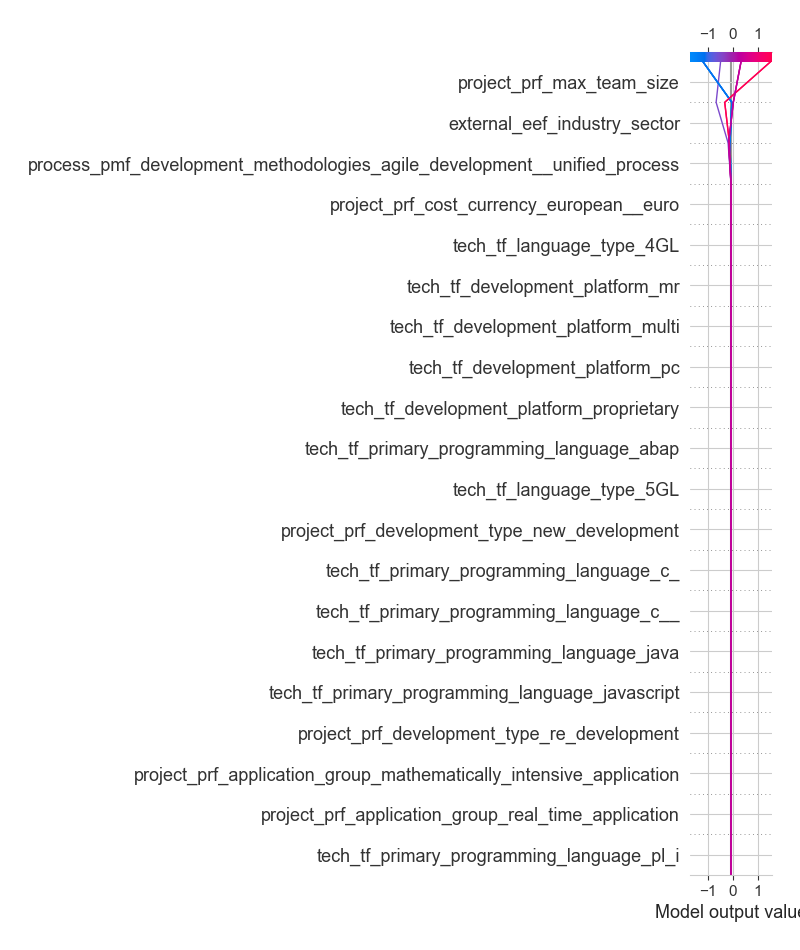 −1 0 1
project_prf_max_team_size
external_eef_industry_sector
process_pmf_development_methodologies_agile_development__unified_process
project_prf_cost_currency_european__euro
tech_tf_language_type_4GL
tech_tf_development_platform_mr
tech_tf_development_platform_multi
tech_tf_development_platform_pc
tech_tf_development_platform_proprietary
tech_tf_primary_programming_language_abap
tech_tf_language_type_5GL
project_prf_development_type_new_development
tech_tf_primary_programming_language_c_
tech_tf_primary_programming_language_c__
tech_tf_primary_programming_language_java
tech_tf_primary_programming_language_javascript
project_prf_development_type_re_development
project_prf_application_group_mathematically_intensive_application
project_prf_application_group_real_time_application
tech_tf_primary_programming_language_pl_i
−1 0 1
Model output value